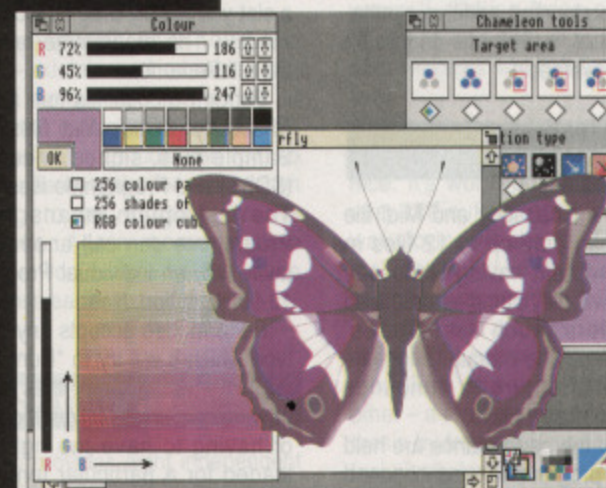 Colour
R 72% 186
G 45% 116
B 96% 247
OK
None
256 colour pa
256 shades of
RGB colour cube
R G B
rfly
Chameleon tools
Target area
tion type